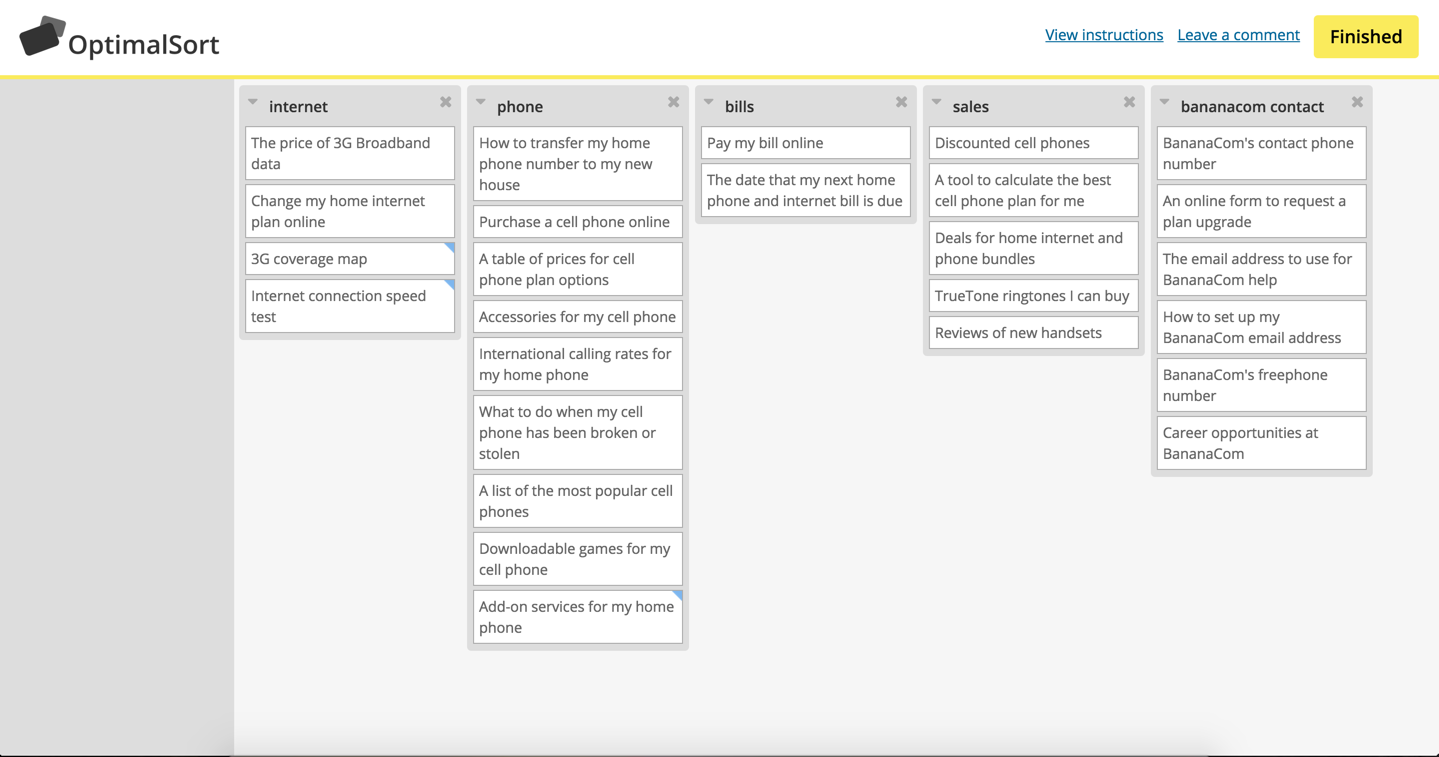 OptimalSort
View instructions
Leave a comment
Finished
internet
The price of 3G Broadband
data
Change my home internet
plan online
3G coverage map
Internet connection speed
test
phone
How to transfer my home
phone number to my new
house
Purchase a cell phone online
A table of prices for cell
phone plan options
Accessories for my cell phone
International calling rates for
my home phone
What to do when my cell
phone has been broken or
stolen
A list of the most popular cell
phones
Downloadable games for my
cell phone
Add-on services for my home
phone
bills
Pay my bill online
The date that my next home
phone and internet bill is due
sales
Discounted cell phones
A tool to calculate the best
cell phone plan for me
Deals for home internet and
phone bundles
TrueTone ringtones I can buy
Reviews of new handsets
bananacom contact
BananaCom's contact phone
number
An online form to request a
plan upgrade
The email address to use for
BananaCom help
How to set up my
BananaCom email address
BananaCom's freephone
number
Career opportunities at
BananaCom